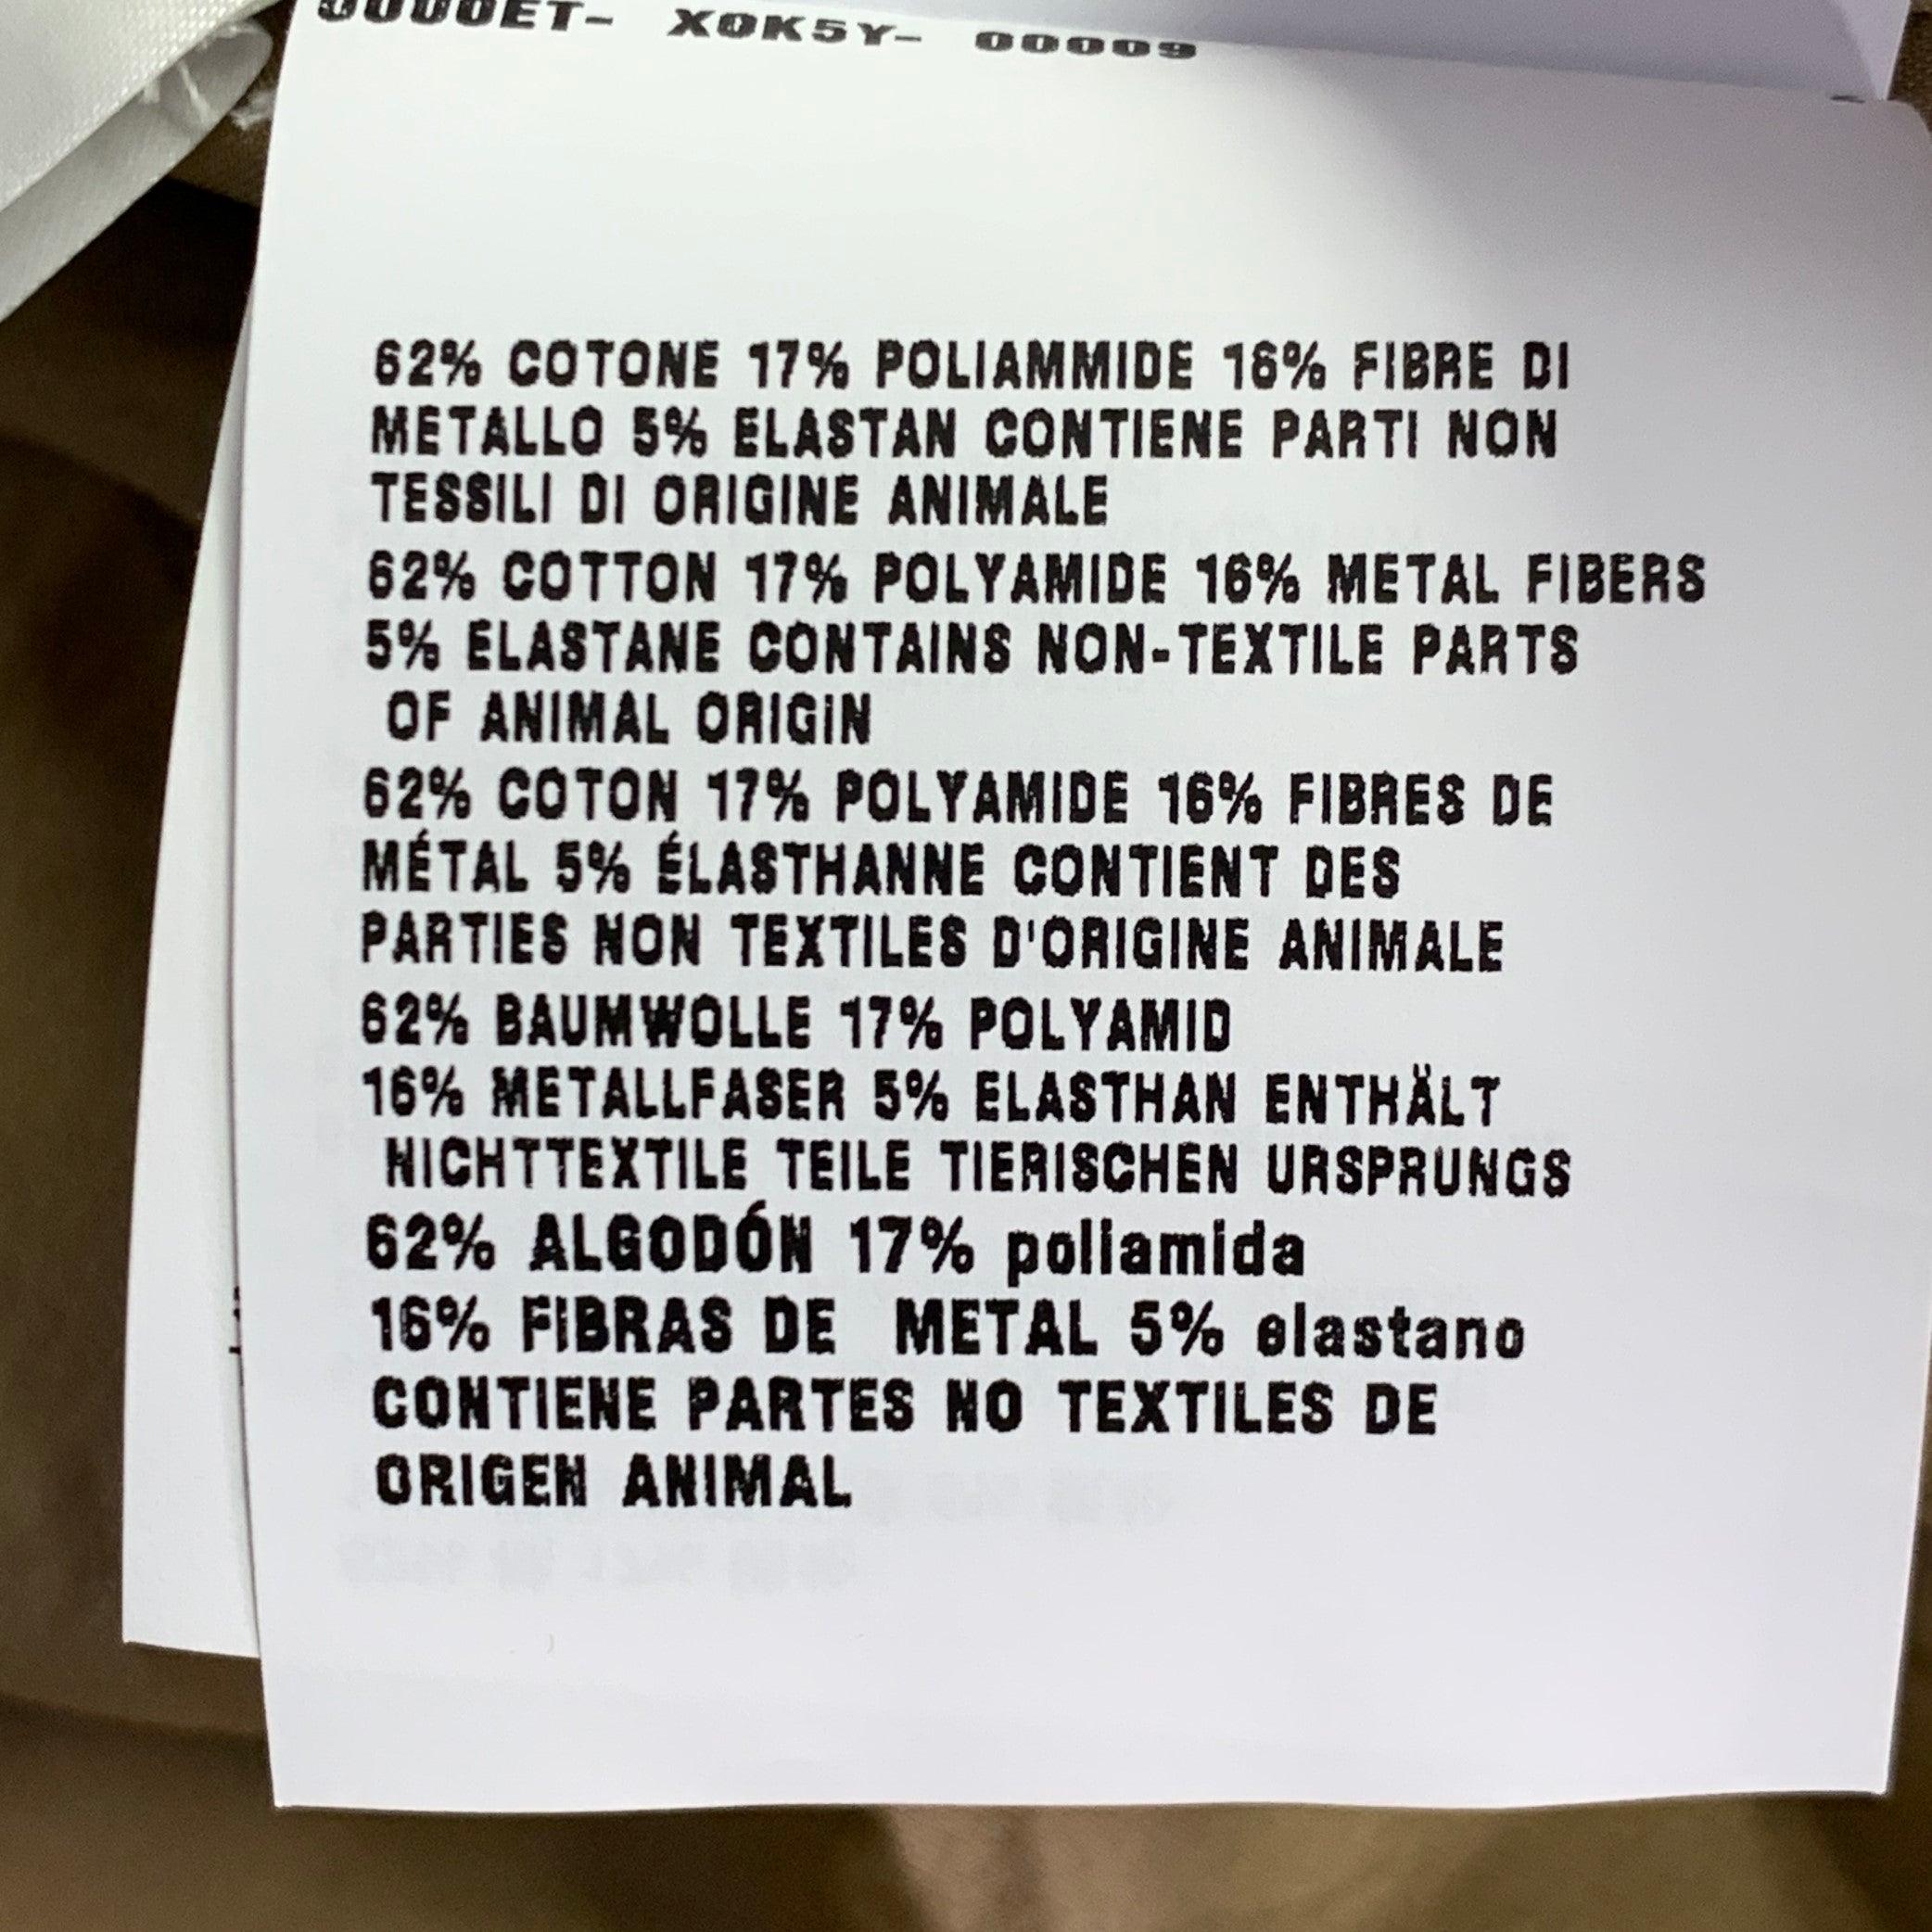 X0K5Y- 00009
62% COTONE 17% POLIAMMIDE 16% FIBRE DI
METALLO 5% ELASTAN CONTIENE PARTI NON
TESSILI DI ORIGINE ANIMALE
62% COTTON 17% POLYAMIDE 16% METAL FIBERS
5% ELASTANE CONTAINS NON-TEXTILE PARTS
OF ANIMAL ORIGIN
62% COTON 17% POLYAMIDE 16% FIBRES DE
MÉTAL 5% ÉLASTHANNE CONTIENT DES
PARTIES NON TEXTILES D'ORIGINE ANIMALE
62% BAUMWOLLE 17% POLYAMID
16% METALLFASER 5% ELASTHAN ENTHÄLT
NICHTTEXTILE TEILE TIERISCHEN URSPRUNGS
62% ALGODÓN 17% poliamida
16% FIBRAS DE METAL 5% elastano
CONTIENE PARTES NO TEXTILES DE
ORIGEN ANIMAL